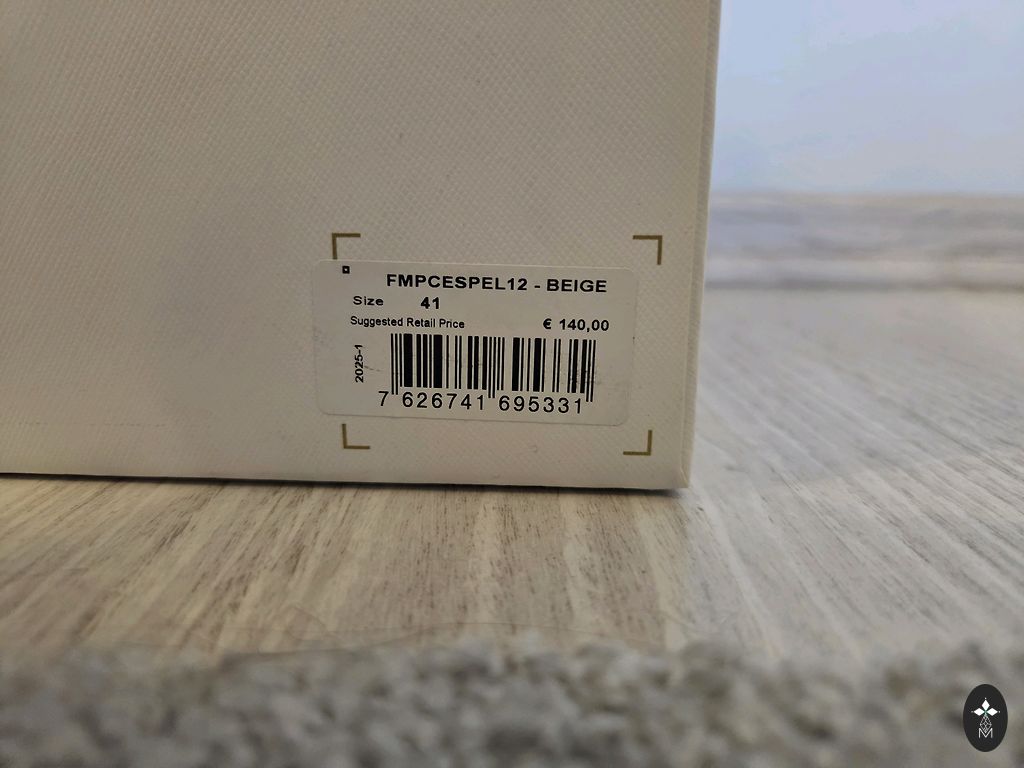 FMPCESPEL12 - BEIGE
Size 41
Suggested Retail Price € 140,00
2025-1
7 626741 695331
M